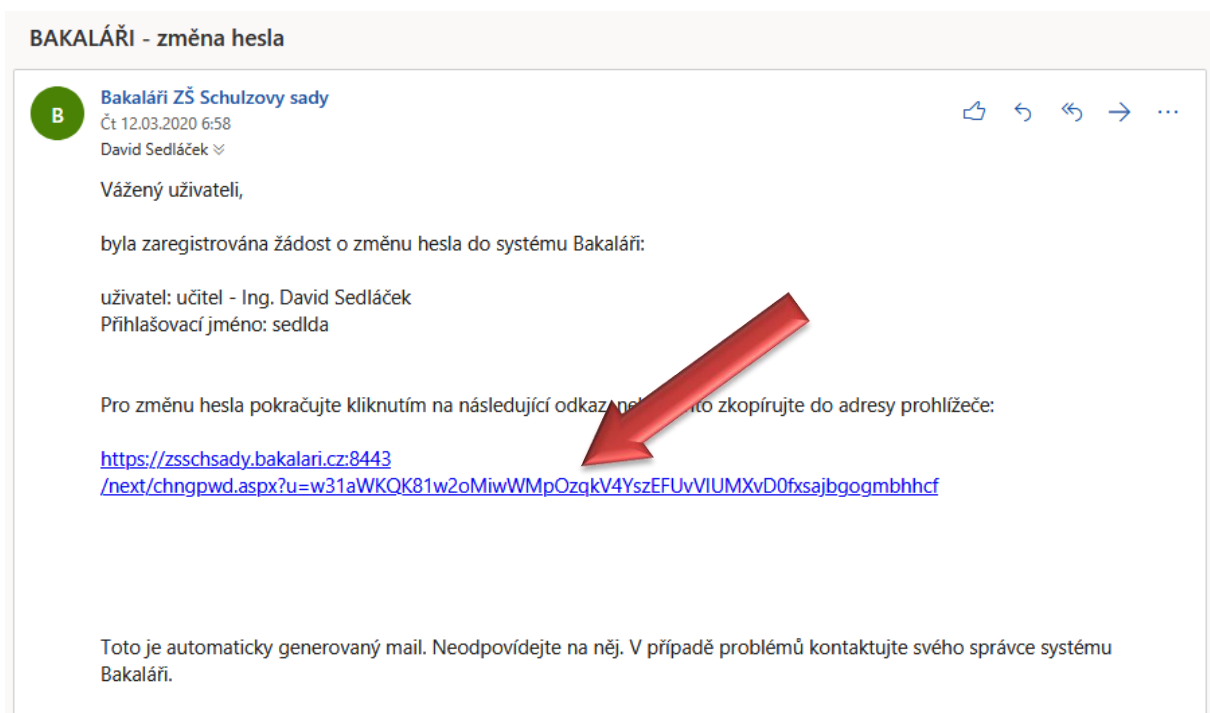 BAKALÁŘI - změna hesla
B
Bakaláři ZŠ Schulzovy sady
Čt 12.03.2020 6:58
David Sedláček
Vážený uživateli,
byla zaregistrována žádost o změnu hesla do systému Bakaláři:
uživatel: učitel - Ing. David Sedláček
Přihlašovací jméno: sedlda
Pro změnu hesla pokračujte kliknutím na následující odkaz zkopírujte do adresy prohlížeče:
https://zsschsady.bakalari.cz:8443
/next/chngpwd.aspx?u=w31aWKQK81w2oMiwWMpOzqkV4YszEFUvVIUMXvD0fxsajbgogmbhhcf
Toto je automaticky generovaný mail. Neodpovídejte na něj. V případě problémů kontaktujte svého správce systému
Bakaláři.